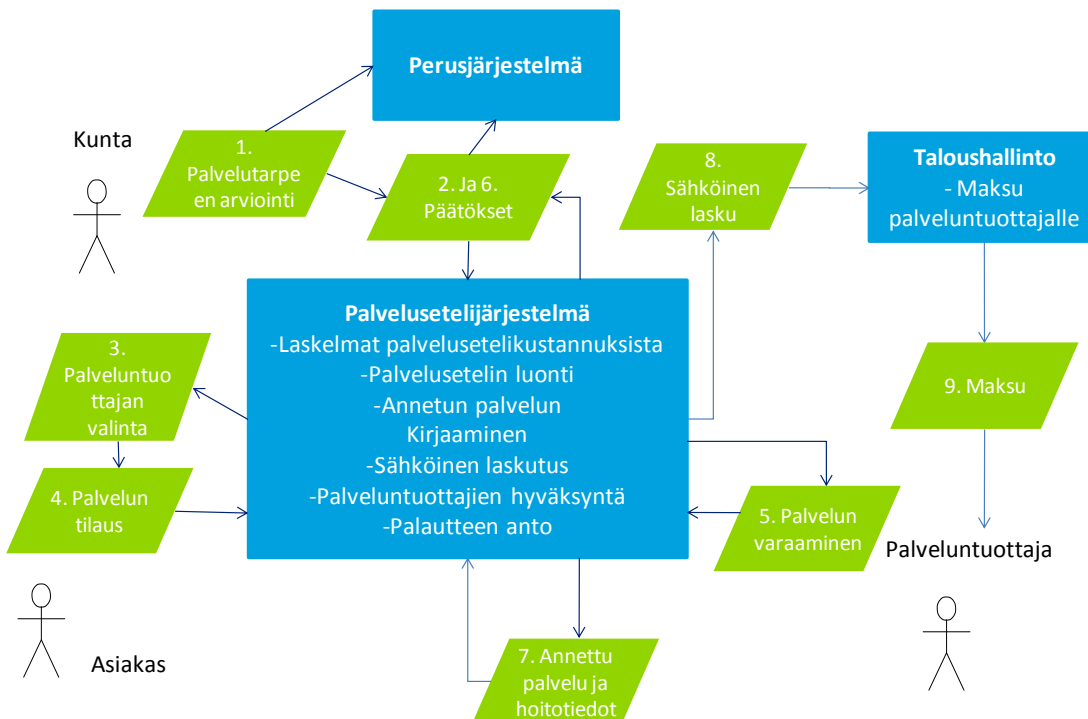 Perusjärjestelmä
Kunta
1.
Palvelutarpe
en arviointi
2. Ja 6.
Päätökset
8.
Sähköinen
lasku
Taloushallinto
- Maksu
palveluntuottajalle
Palvelusetelijärjestelmä
-Laskelmat palvelusetelikustannuksista
-Palvelusetelin luonti
-Annetun palvelun
Kirjaaminen
-Sähköinen laskutus
-Palveluntuottajien hyväksyntä
-Palautteen anto
3.
Palveluntuo
ttajan
valinta
4. Palvelun
tilaus
9. Maksu
5. Palvelun
varaaminen
Palveluntuottaja
Asiakas
7. Annettu
palvelu ja
hoitotiedot